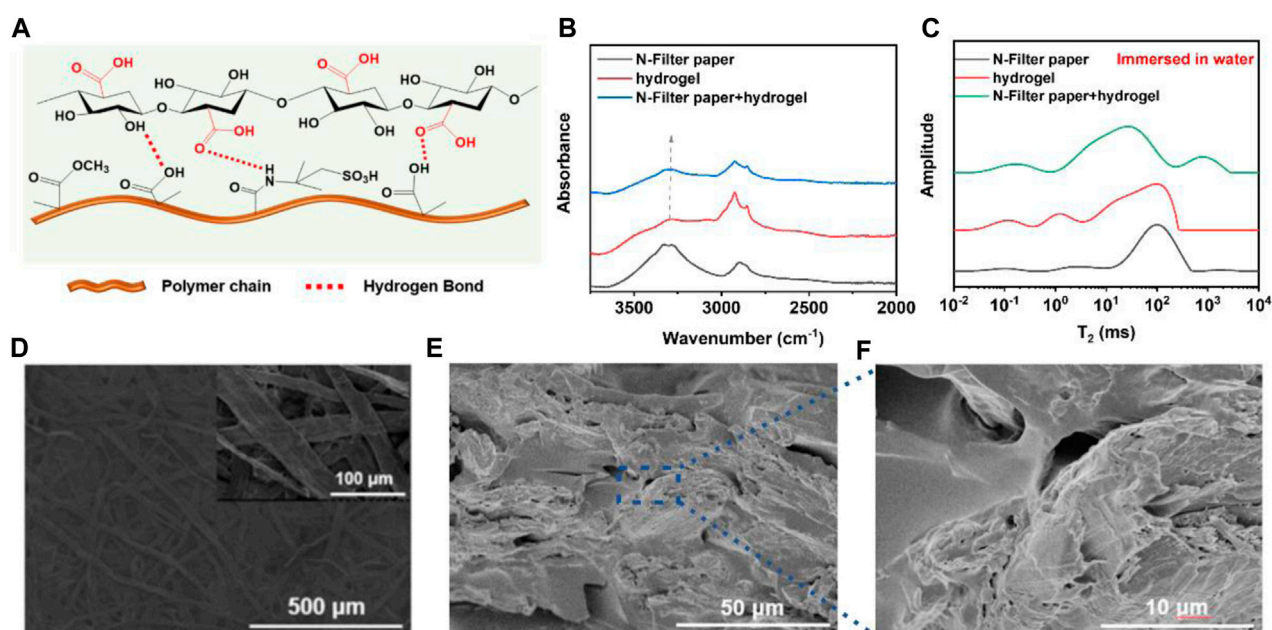 A
B
C
O
OH
HO
OH
O
OH
HO
OH
O
HO
OH
O
O
O
O
HO
OH
O
OH
HO
OH
O
O
OH
OCH3
O
O
OH
H
N
O
SO3H
OH
O
Polymer chain
Hydrogen Bond
N-Filter paper
hydrogel
N-Filter paper+hydrogel
Absorbance
3500
3000
2500
2000
Wavenumber (cm-1)
N-Filter paper
Immersed in water
hydrogel
N-Filter paper+hydrogel
Amplitude
10-2
10-1
100
101
102
103
104
T2 (ms)
D
E
F
100 µm
500 µm
50 µm
10 µm